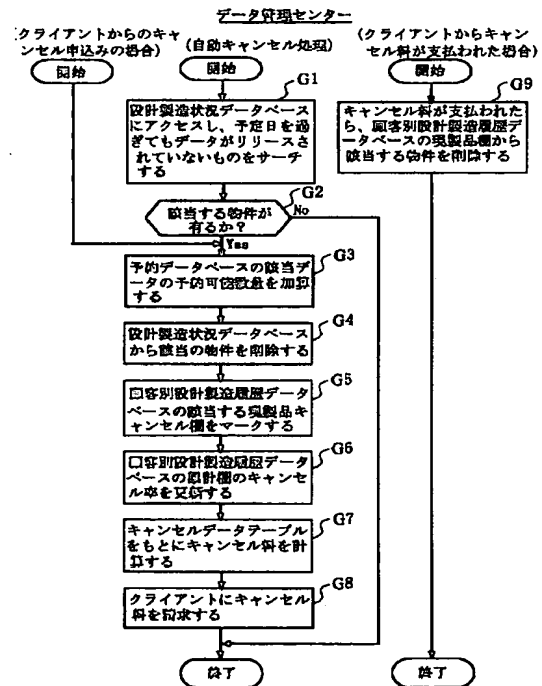 データ管理センター
クライアントからのキャ
ンセル申込みの場合)
(自動キャンセル処理)
(クライアントからキャン
セル料が支払われた場合)
開始
開始
開始
G1
設計製造状況データベース
にアクセスし、予定日を過
ぎてもデータがリリースさ
れていないものをサーチ
する
G9
キャンセル料が支払われた
ら、顧客別設計製造履歴デ
ータベースの現製品欄から
該当する物件を削除する
G2
該当する物件が
有るか?
No
Yes
G3
予約データベースの該当デ
ータの予約可能数量を加算
する
G4
設計製造状況データベース
から該当の物件を削除する
G5
客別設計製造履歴データ
ベースの該当する現製品キ
ャンセル欄をマークする
G6
客別設計製造履歴データ
ベースの統計欄のキャンセ
ル率を更新する
G7
キャンセルデータテーブル
をもとにキャンセル料を計
算する
G8
クライアントにキャンセル
料を請求する
終了
終了